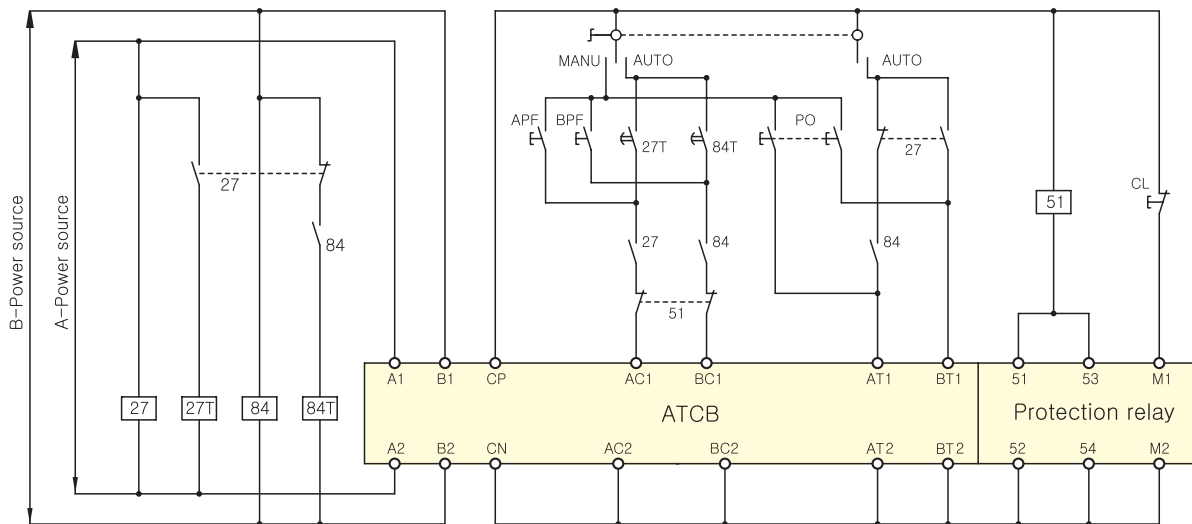 B-Power source
A-Power source
MANU
AUTO
AUTO
APF
BPF
27T
84T
PO
27
27
84
27
84
84
51
51
CL
A1
B1
CP
AC1
BC1
AT1
BT1
51
53
M1
27
27T
84
84T
ATCB
Protection relay
A2
B2
CN
AC2
BC2
AT2
BT2
52
54
M2